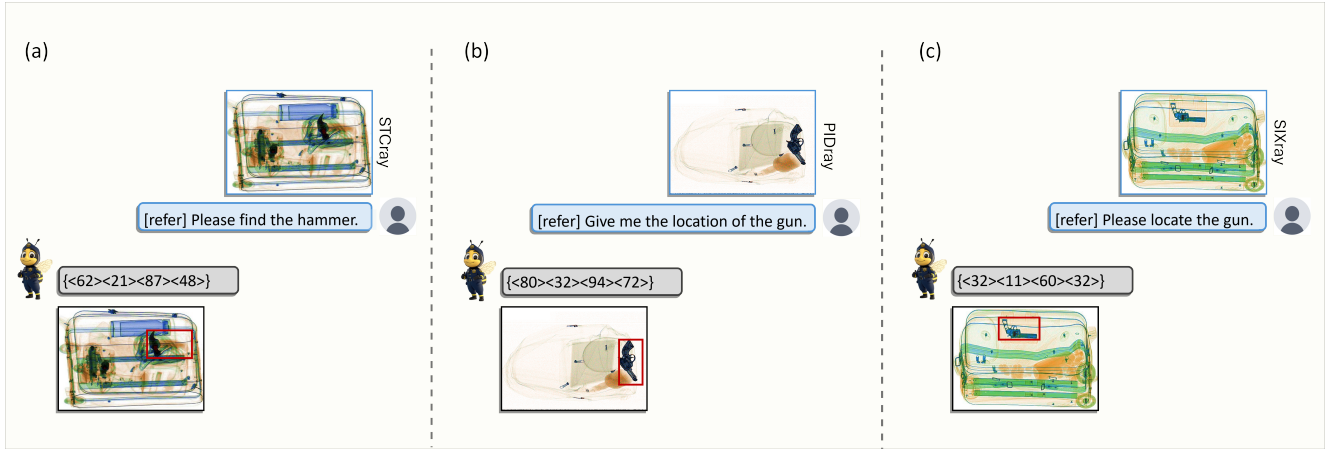 (a)
STCray
[refer] Please find the hammer.
{<62><21><87><48>}
(b)
PIDray
[refer] Give me the location of the gun.
{<80><32><94><72>}
(c)
SIXray
[refer] Please locate the gun.
{<32><11><60><32>}